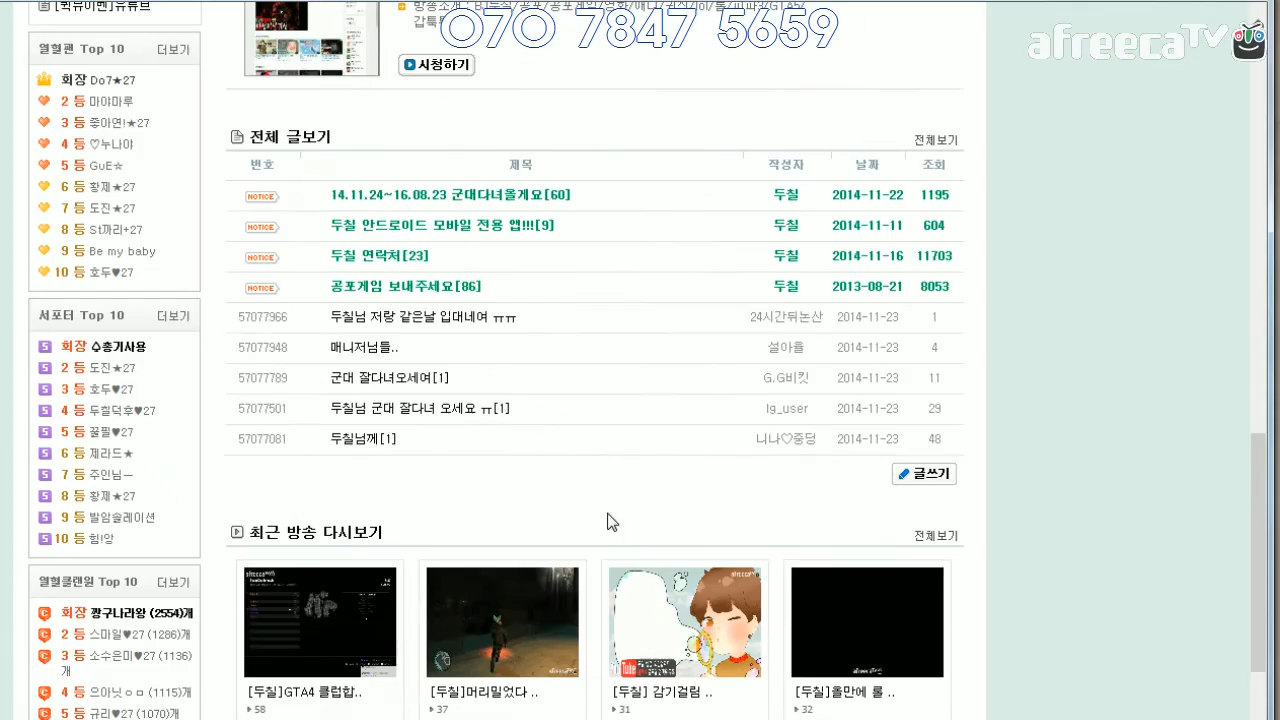 [퀵뮤이벤]유튜브
070 7847 5659
afreecaTV
시청하기
열혈팬 Top 10 더보기
회장 Do7★27
2 등 마야마루
3 등 좋아연!★27
4 등 ♡누나야
5 등 GuE☆
6 등 황제★27
7 등 도진★27
8 등 St까리+27
9 등 Be my baby
10 등 호두♥27
서포터 Top 10 더보기
회장 ♤총기사용
2 등 도진★27
3 등 호두♥27
4 등 두칠덕후♥27
5 등 꿀필♥27
6 등 제라드★
7 등 주인님ㅡ
8 등 황제★27
9 등 발암솔레이션
10 등 힘!앙
열혈클랜원 Top 10 더보기
회장 콩구나라왕 (2554)개
2 등 스마일♥27 (1286)개
3 등 소으미♥27 (1136)
개
4 등 으아닛ㅇㅁ (1115)개
5 등 규리♥27 (1070)개
전체 글보기 전체보기
번호 제목 작성자 날짜 조회
NOTICE 14.11.24~16.08.23 군대다녀올게요[60] 두칠 2014-11-22 1195
NOTICE 두칠 안드로이드 모바일 전용 앱!!![9] 두칠 2014-11-11 604
NOTICE 두칠 연락처[23] 두칠 2014-11-16 11703
NOTICE 공포게임 보내주세요[86] 두칠 2013-08-21 8053
57077966 두칠님 저랑 같은날 입대네여 ㅠㅠ 24시간뒤논산 2014-11-23 1
57077948 매니저님들.. 설아율 2014-11-23 4
57077789 군대 잘다녀오세여[1] G.G비킷 2014-11-23 11
57077501 두칠님 군대 잘다녀 오세요 ㅠ[1] Ig_user 2014-11-23 29
57077081 두칠님께[1] 니나♡중딩 2014-11-23 48
글쓰기
최근 방송 다시보기 전체보기
[두칠]GTA4 클럽합..
58
[두칠]머리밀었다 ..
37
[두칠] 감기걸림 ..
31
[두칠]올만에 롤 ..
32